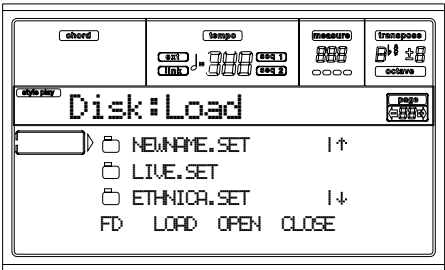 chord tempo measure transpose
ext seq 1
link seq 2
octave
style play page
Disk:Load
NEWNAME.SET
LIVE.SET
ETHNICA.SET
FD LOAD OPEN CLOSE